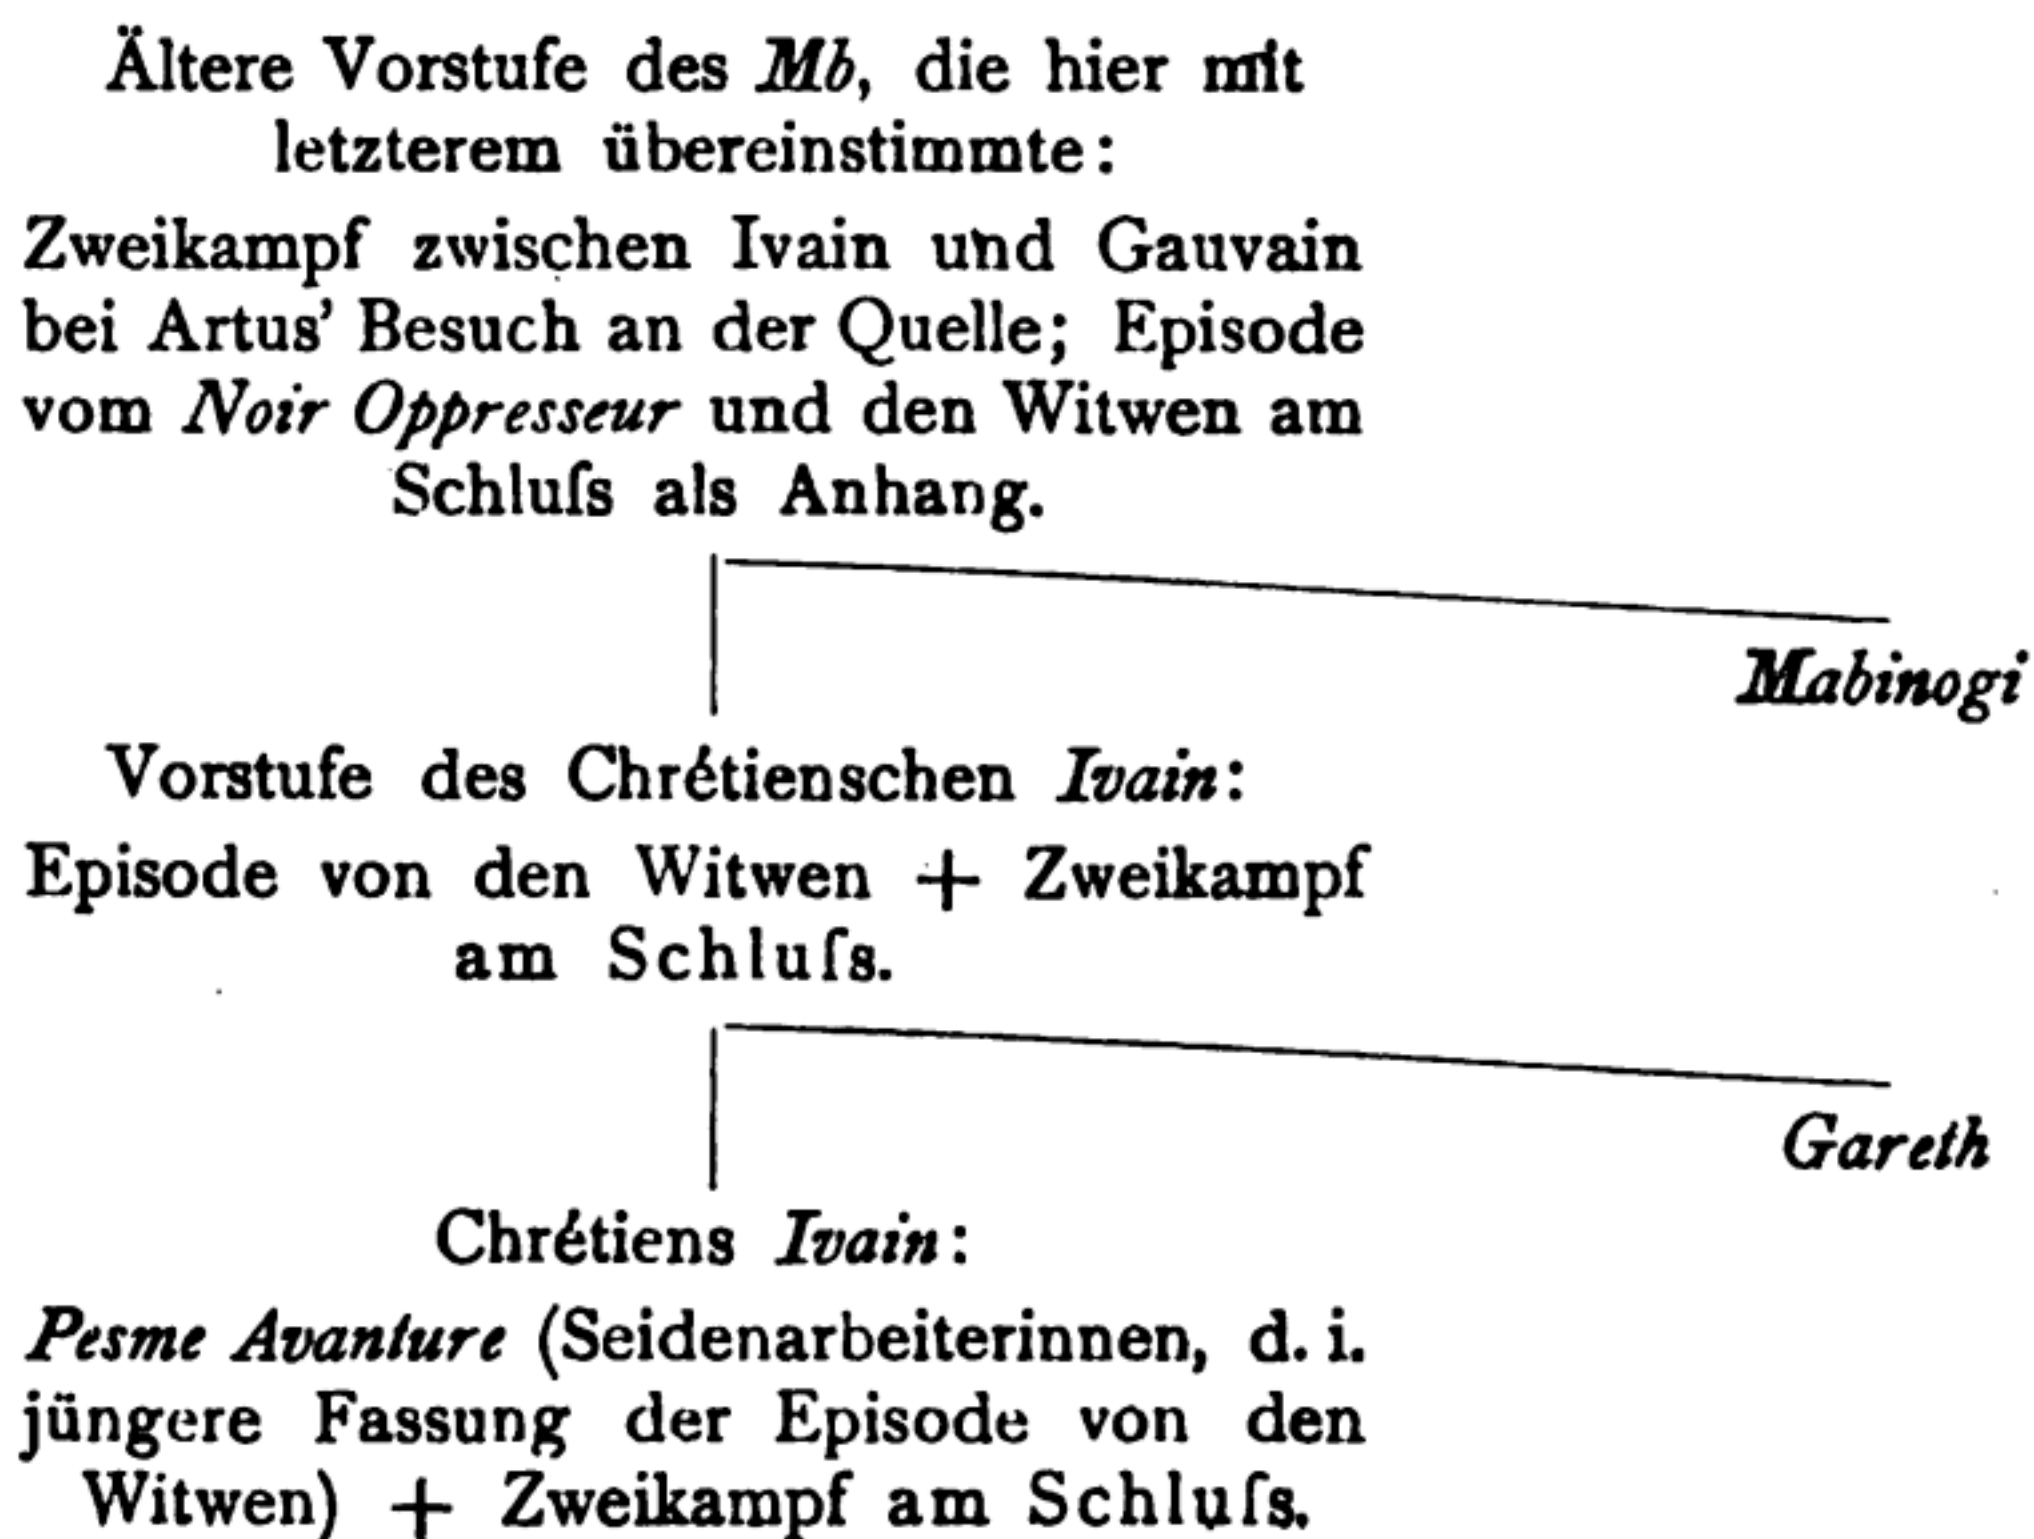 Ältere Vorstufe des Mb, die hier mit
letzterem übereinstimmte:
Zweikampf zwischen Ivain und Gauvain
bei Artus’ Besuch an der Quelle; Episode
vom Noir Oppresseur und den Witwen am
Schluſs als Anhang.
Mabinogi
Vorstufe des Chrétienschen Ivain:
Episode von den Witwen + Zweikampf
am Schluſs.
Gareth
Chrétiens Ivain:
Pesme Avanture (Seidenarbeiterinnen, d. i.
jüngere Fassung der Episode von den
Witwen) + Zweikampf am Schluſs.